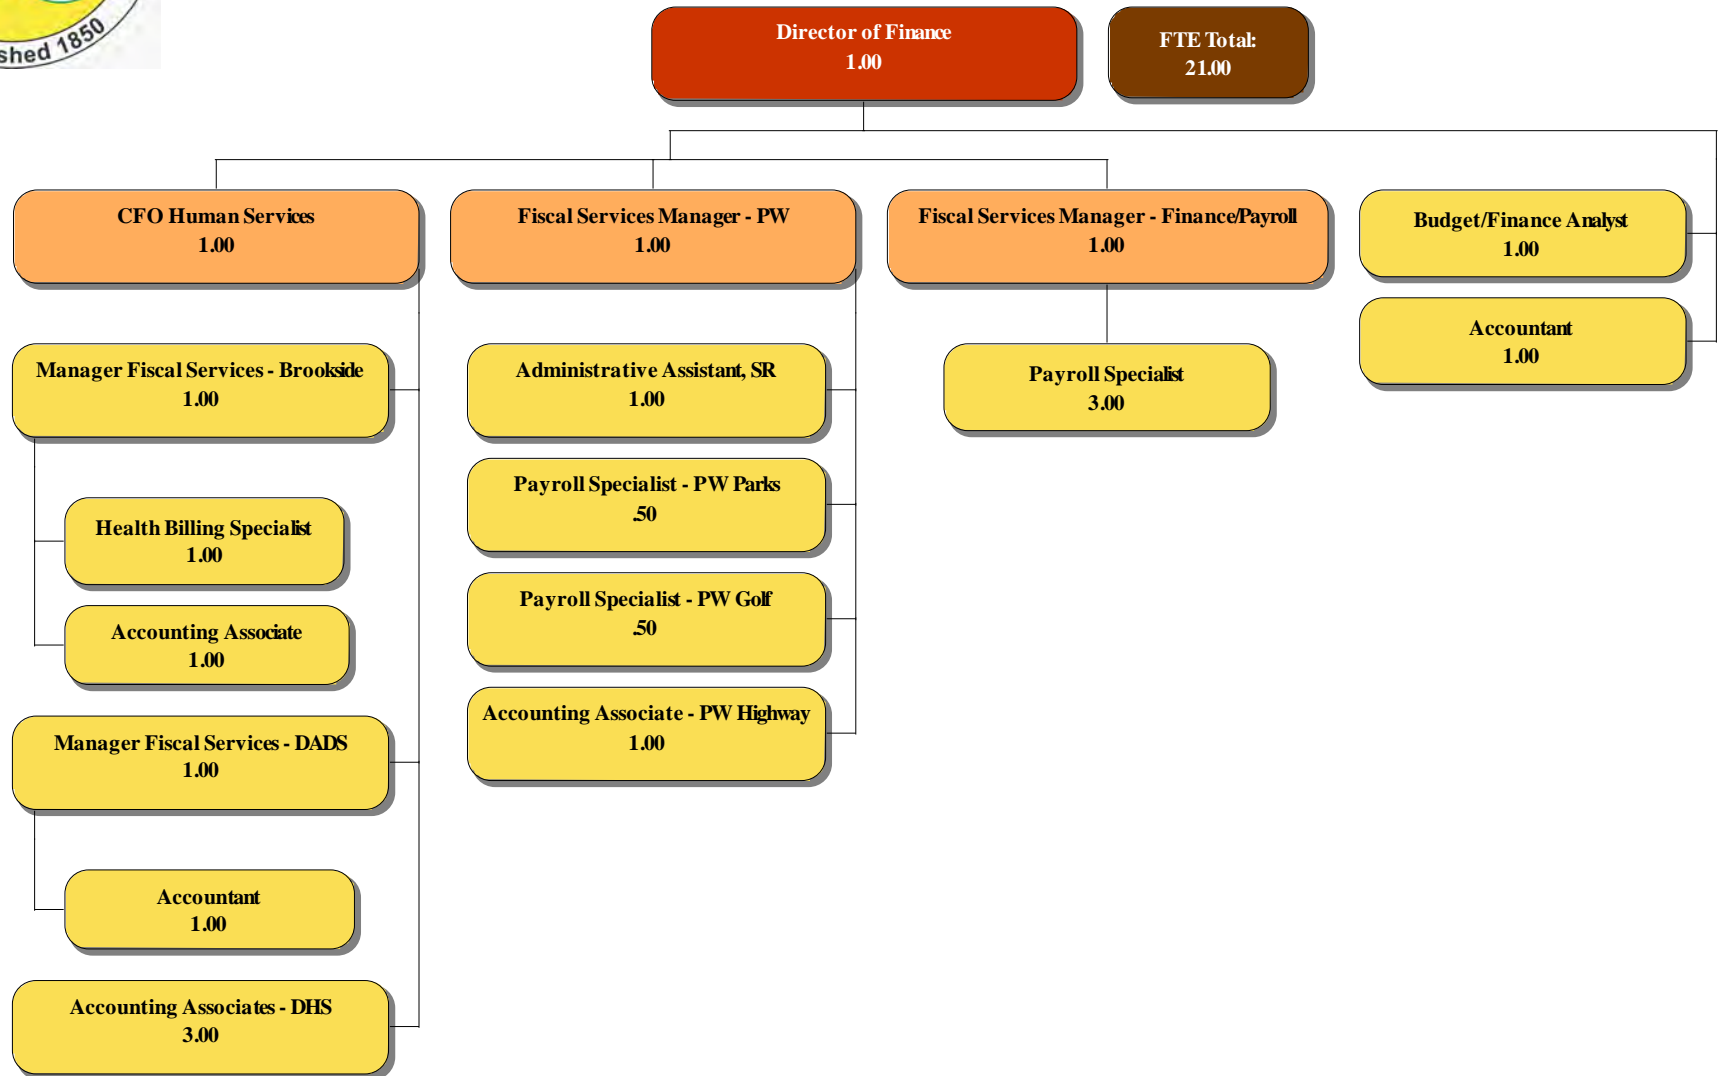 shed 1850
Director of Finance
1.00
FTE Total:
21.00
CFO Human Services
1.00
Fiscal Services Manager - PW
1.00
Fiscal Services Manager - Finance/Payroll
1.00
Budget/Finance Analyst
1.00
Accountant
1.00
Manager Fiscal Services - Brookside
1.00
Health Billing Specialist
1.00
Accounting Associate
1.00
Manager Fiscal Services - DADS
1.00
Accountant
1.00
Accounting Associates - DHS
3.00
Administrative Assistant, SR
1.00
Payroll Specialist - PW Parks
.50
Payroll Specialist - PW Golf
.50
Accounting Associate - PW Highway
1.00
Payroll Specialist
3.00